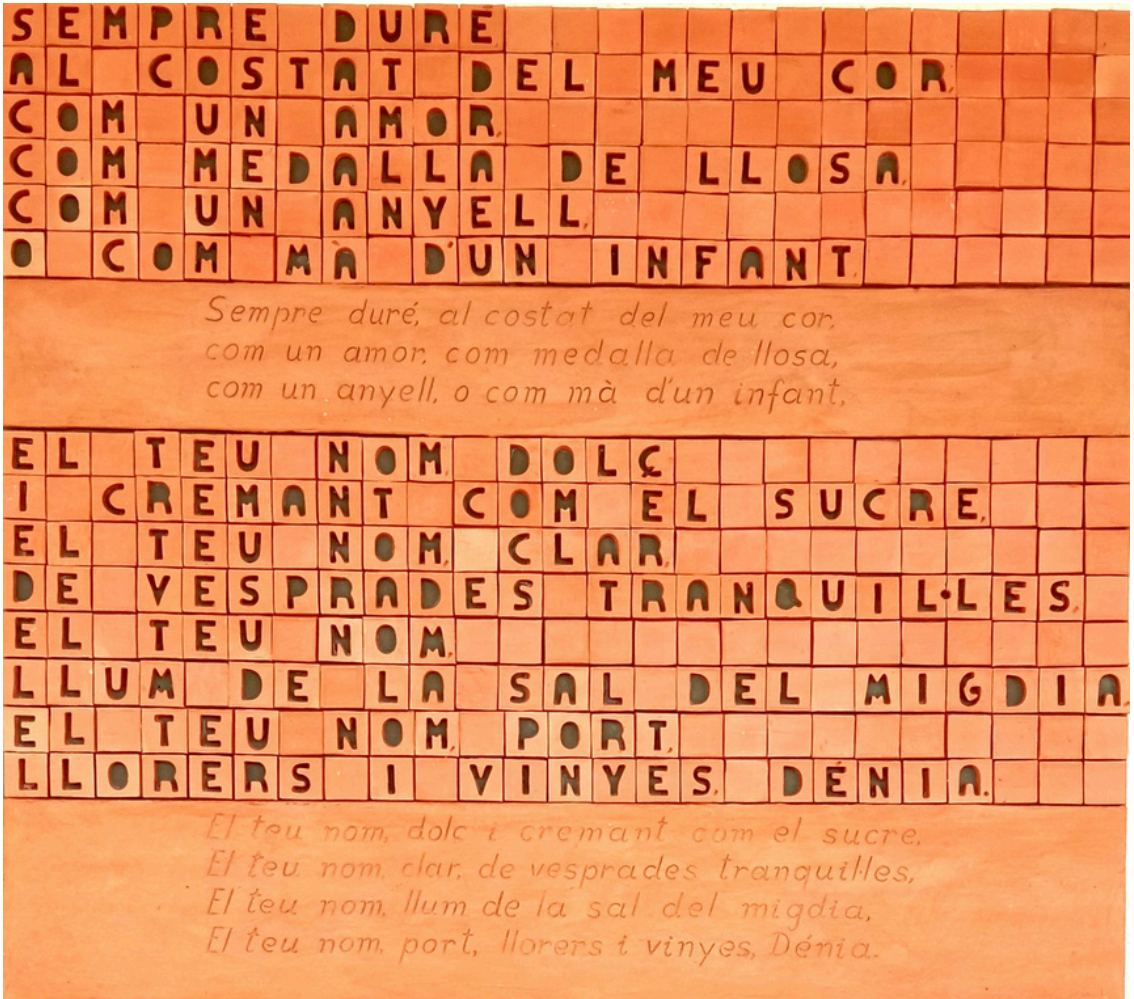 SEMPRE DURÉ
AL COSTAT DEL MEU COR,
COM UN AMOR,
COM MEDALLA DE LLOSA,
COM UN ANYELL,
O COM MÀ D'UN INFANT
Sempre duré, al costat del meu cor,
com un amor, com medalla de llosa,
com un anyell, o com mà d'un infant,
EL TEU NOM, DOLÇ
I CREMANT COM EL SUCRE,
EL TEU NOM, CLAR,
DE VESPRADES TRANQUIL·LES,
EL TEU NOM,
LLUM DE LA SAL DEL MIGDIA
EL TEU NOM, PORT,
LLORERS I VINYES, DÉNIA.
El teu nom, dolc i cremant com el sucre,
El teu nom, clar, de vesprades tranquil·les,
El teu nom, llum de la sal del migdia,
El teu nom, port, llorers i vinyes, Dénia.